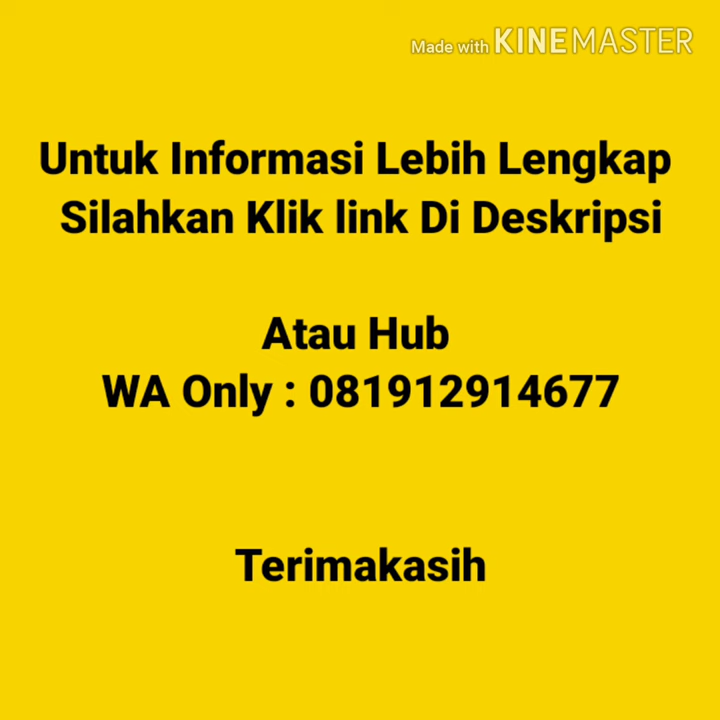 Made with KINEMASTER
Untuk Informasi Lebih Lengkap
Silahkan Klik link Di Deskripsi
Atau Hub
WA Only : 081912914677
Terimakasih